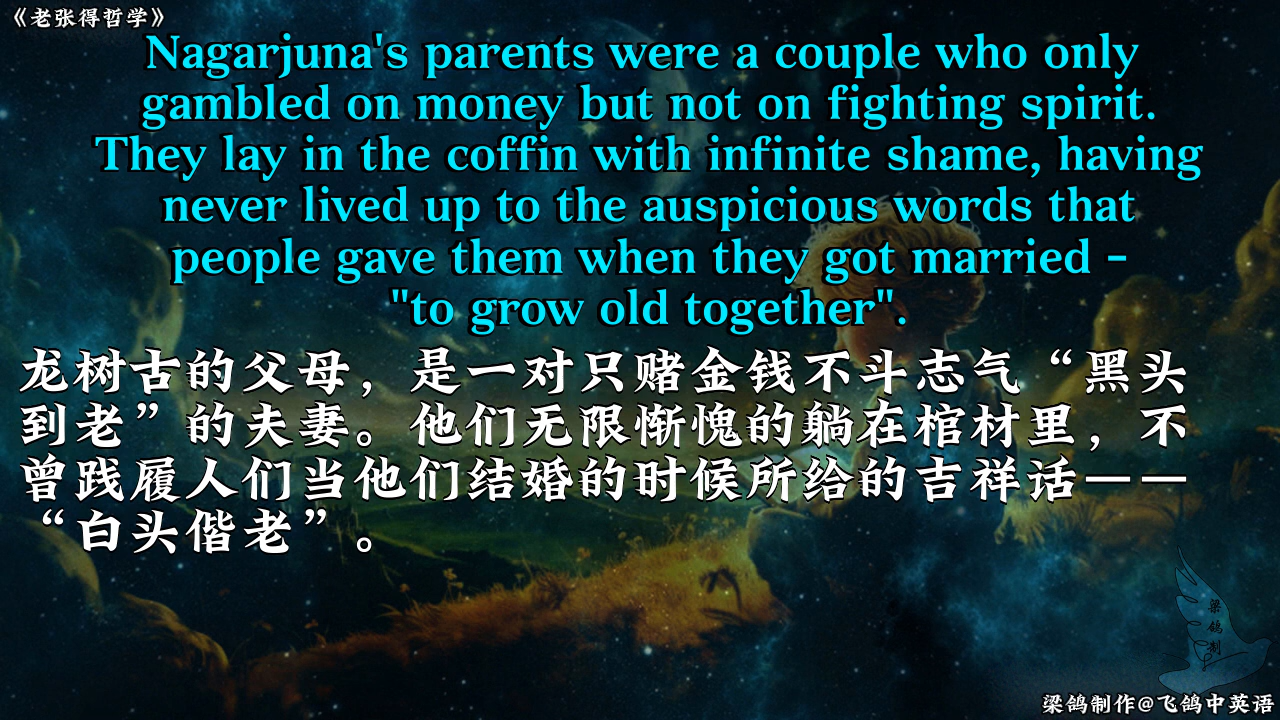 《老张得哲学》
Nagarjuna's parents were a couple who only
gambled on money but not on fighting spirit.
They lay in the coffin with infinite shame, having
never lived up to the auspicious words that
people gave them when they got married -
"to grow old together".
龙树古的父母，是一对只赌金钱不斗志气“黑头
到老”的夫妻。他们无限惭愧的躺在棺材里，不
曾践履人们当他们结婚的时候所给的吉祥话——
“白头偕老”。
梁鸽制
梁鸽制作@飞鸽中英语